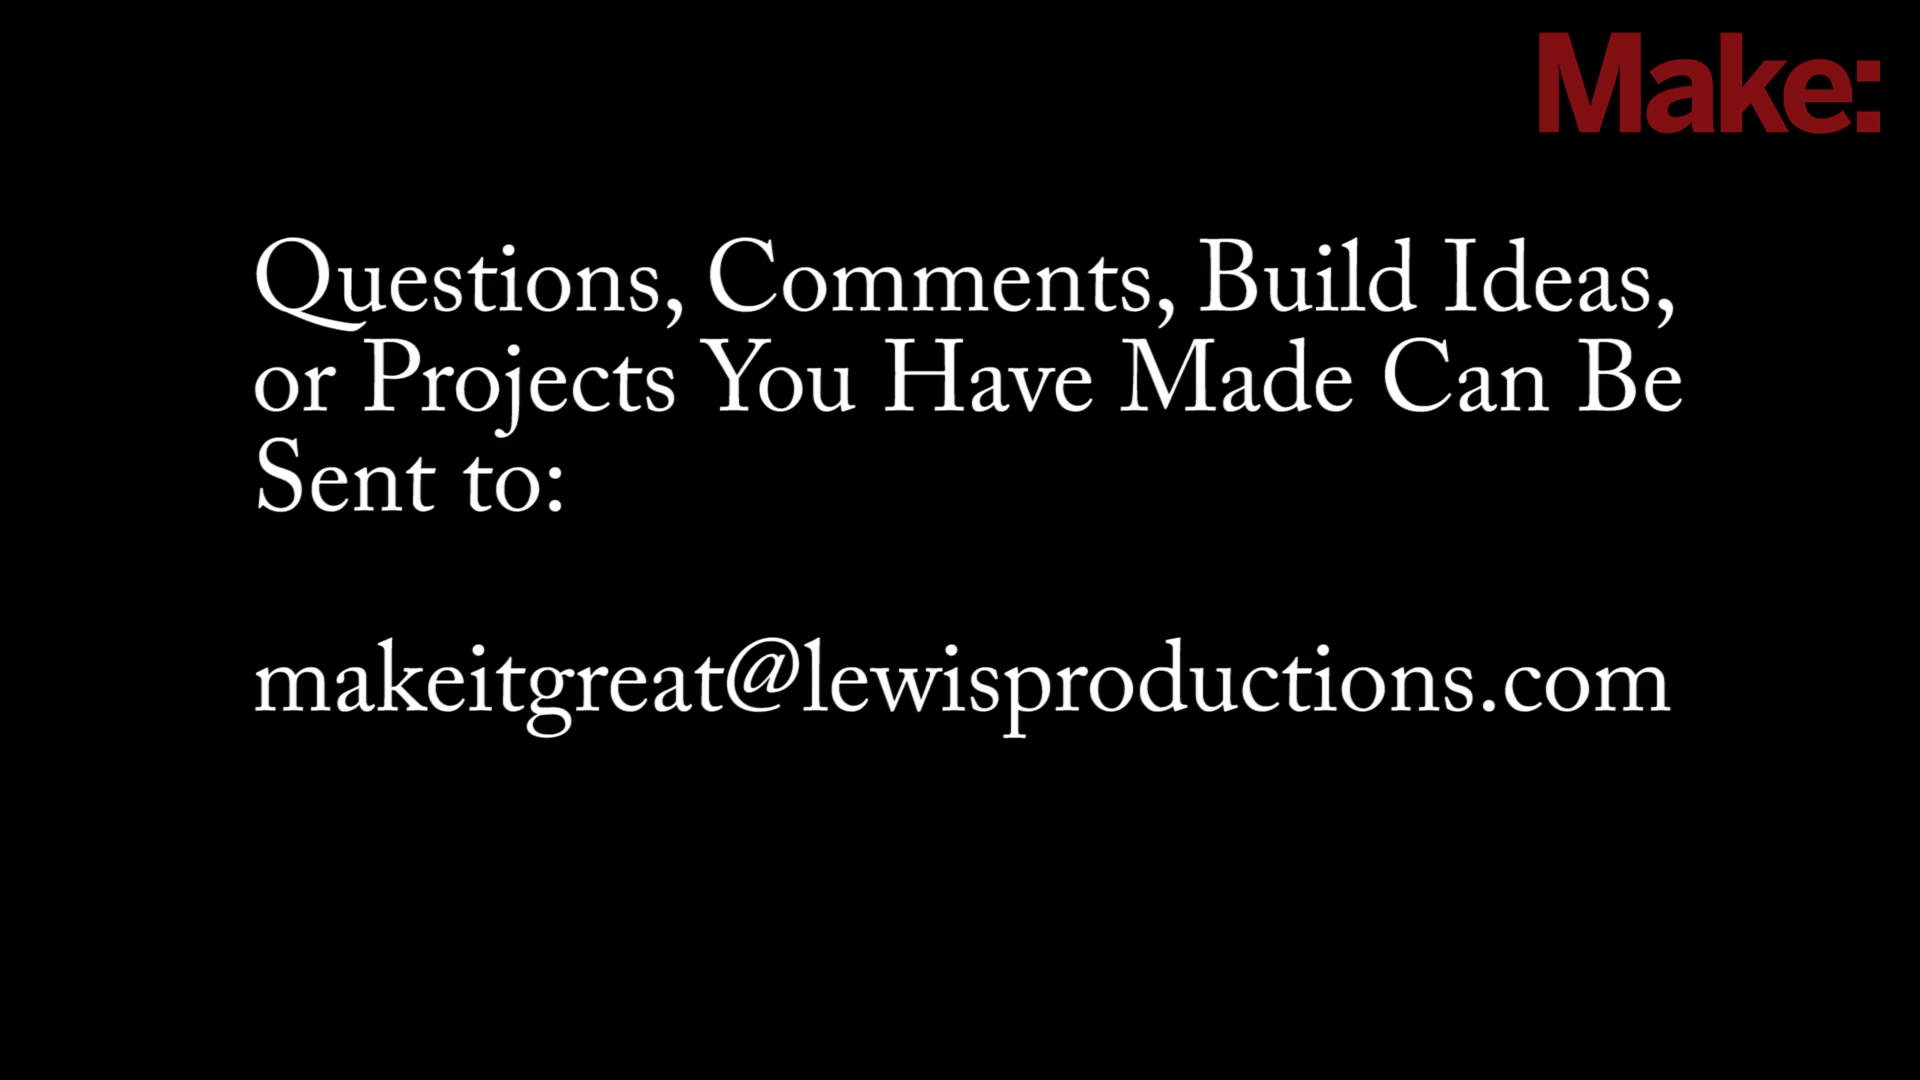 Make:
Questions, Comments, Build Ideas,
or Projects You Have Made Can Be
Sent to:
makeitgreat@lewisproductions.com